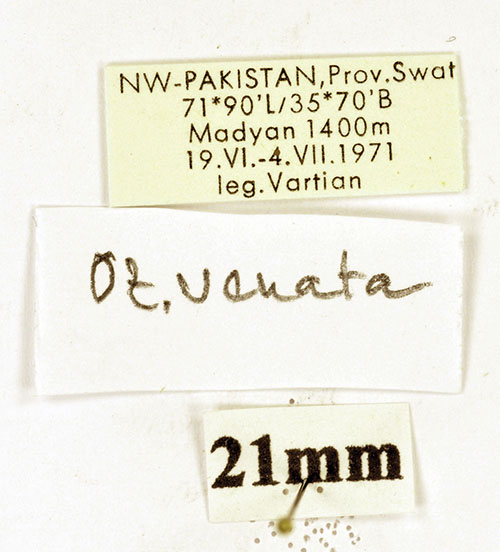 NW-PAKISTAN,Prov.Swat
71*90'L/35*70'B
Madyan 1400m
19.VI.-4.VII.1971
leg.Vartian
Oz.venata
21mm